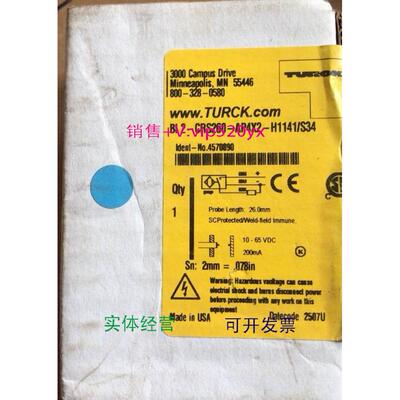 3000 Campus Drive
Minneapolis, MN 55446
800-328-0580
TURCK
www.TURCK.com
销售+V:vip520yx
-H1141/S34
Ident-No.4570090
Qty
1
Probe Length: 26.0mm
SCProtected/Weld-field Immune.
10 - 65 VDC
200mA
K
Sn: 2mm = .078in
Warning: Hazardous voltage can cause
electrical shock and burns. Disconnect power
before proceeding with any work on this
equipment.
Made in USA
Datecode 2507U
实体经营
可开发票